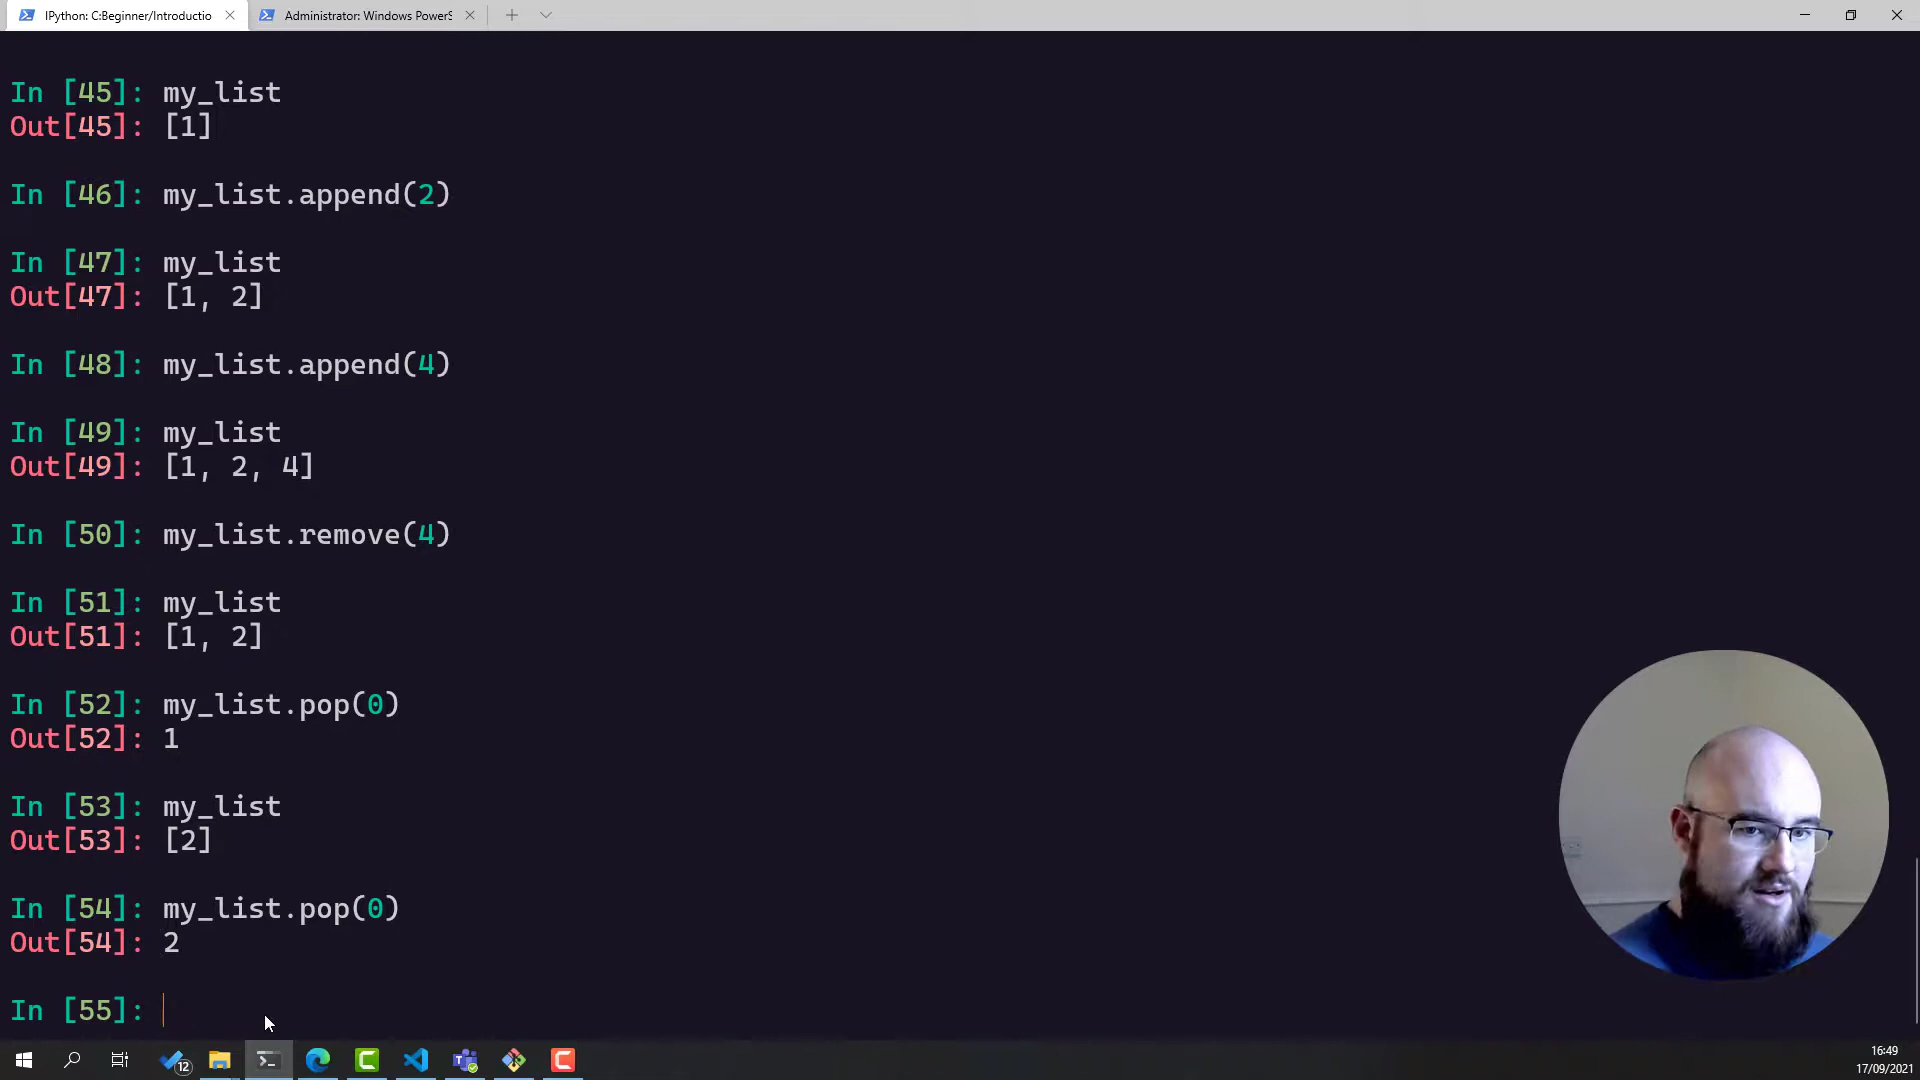 IPython: C:Beginner/Introductio
Administrator: Windows PowerS
In [45]: my_list
Out[45]: [1]
In [46]: my_list.append(2)
In [47]: my_list
Out[47]: [1, 2]
In [48]: my_list.append(4)
In [49]: my_list
Out[49]: [1, 2, 4]
In [50]: my_list.remove(4)
In [51]: my_list
Out[51]: [1, 2]
In [52]: my_list.pop(0)
Out[52]: 1
In [53]: my_list
Out[53]: [2]
In [54]: my_list.pop(0)
Out[54]: 2
In [55]:
12
16:49
17/09/2021